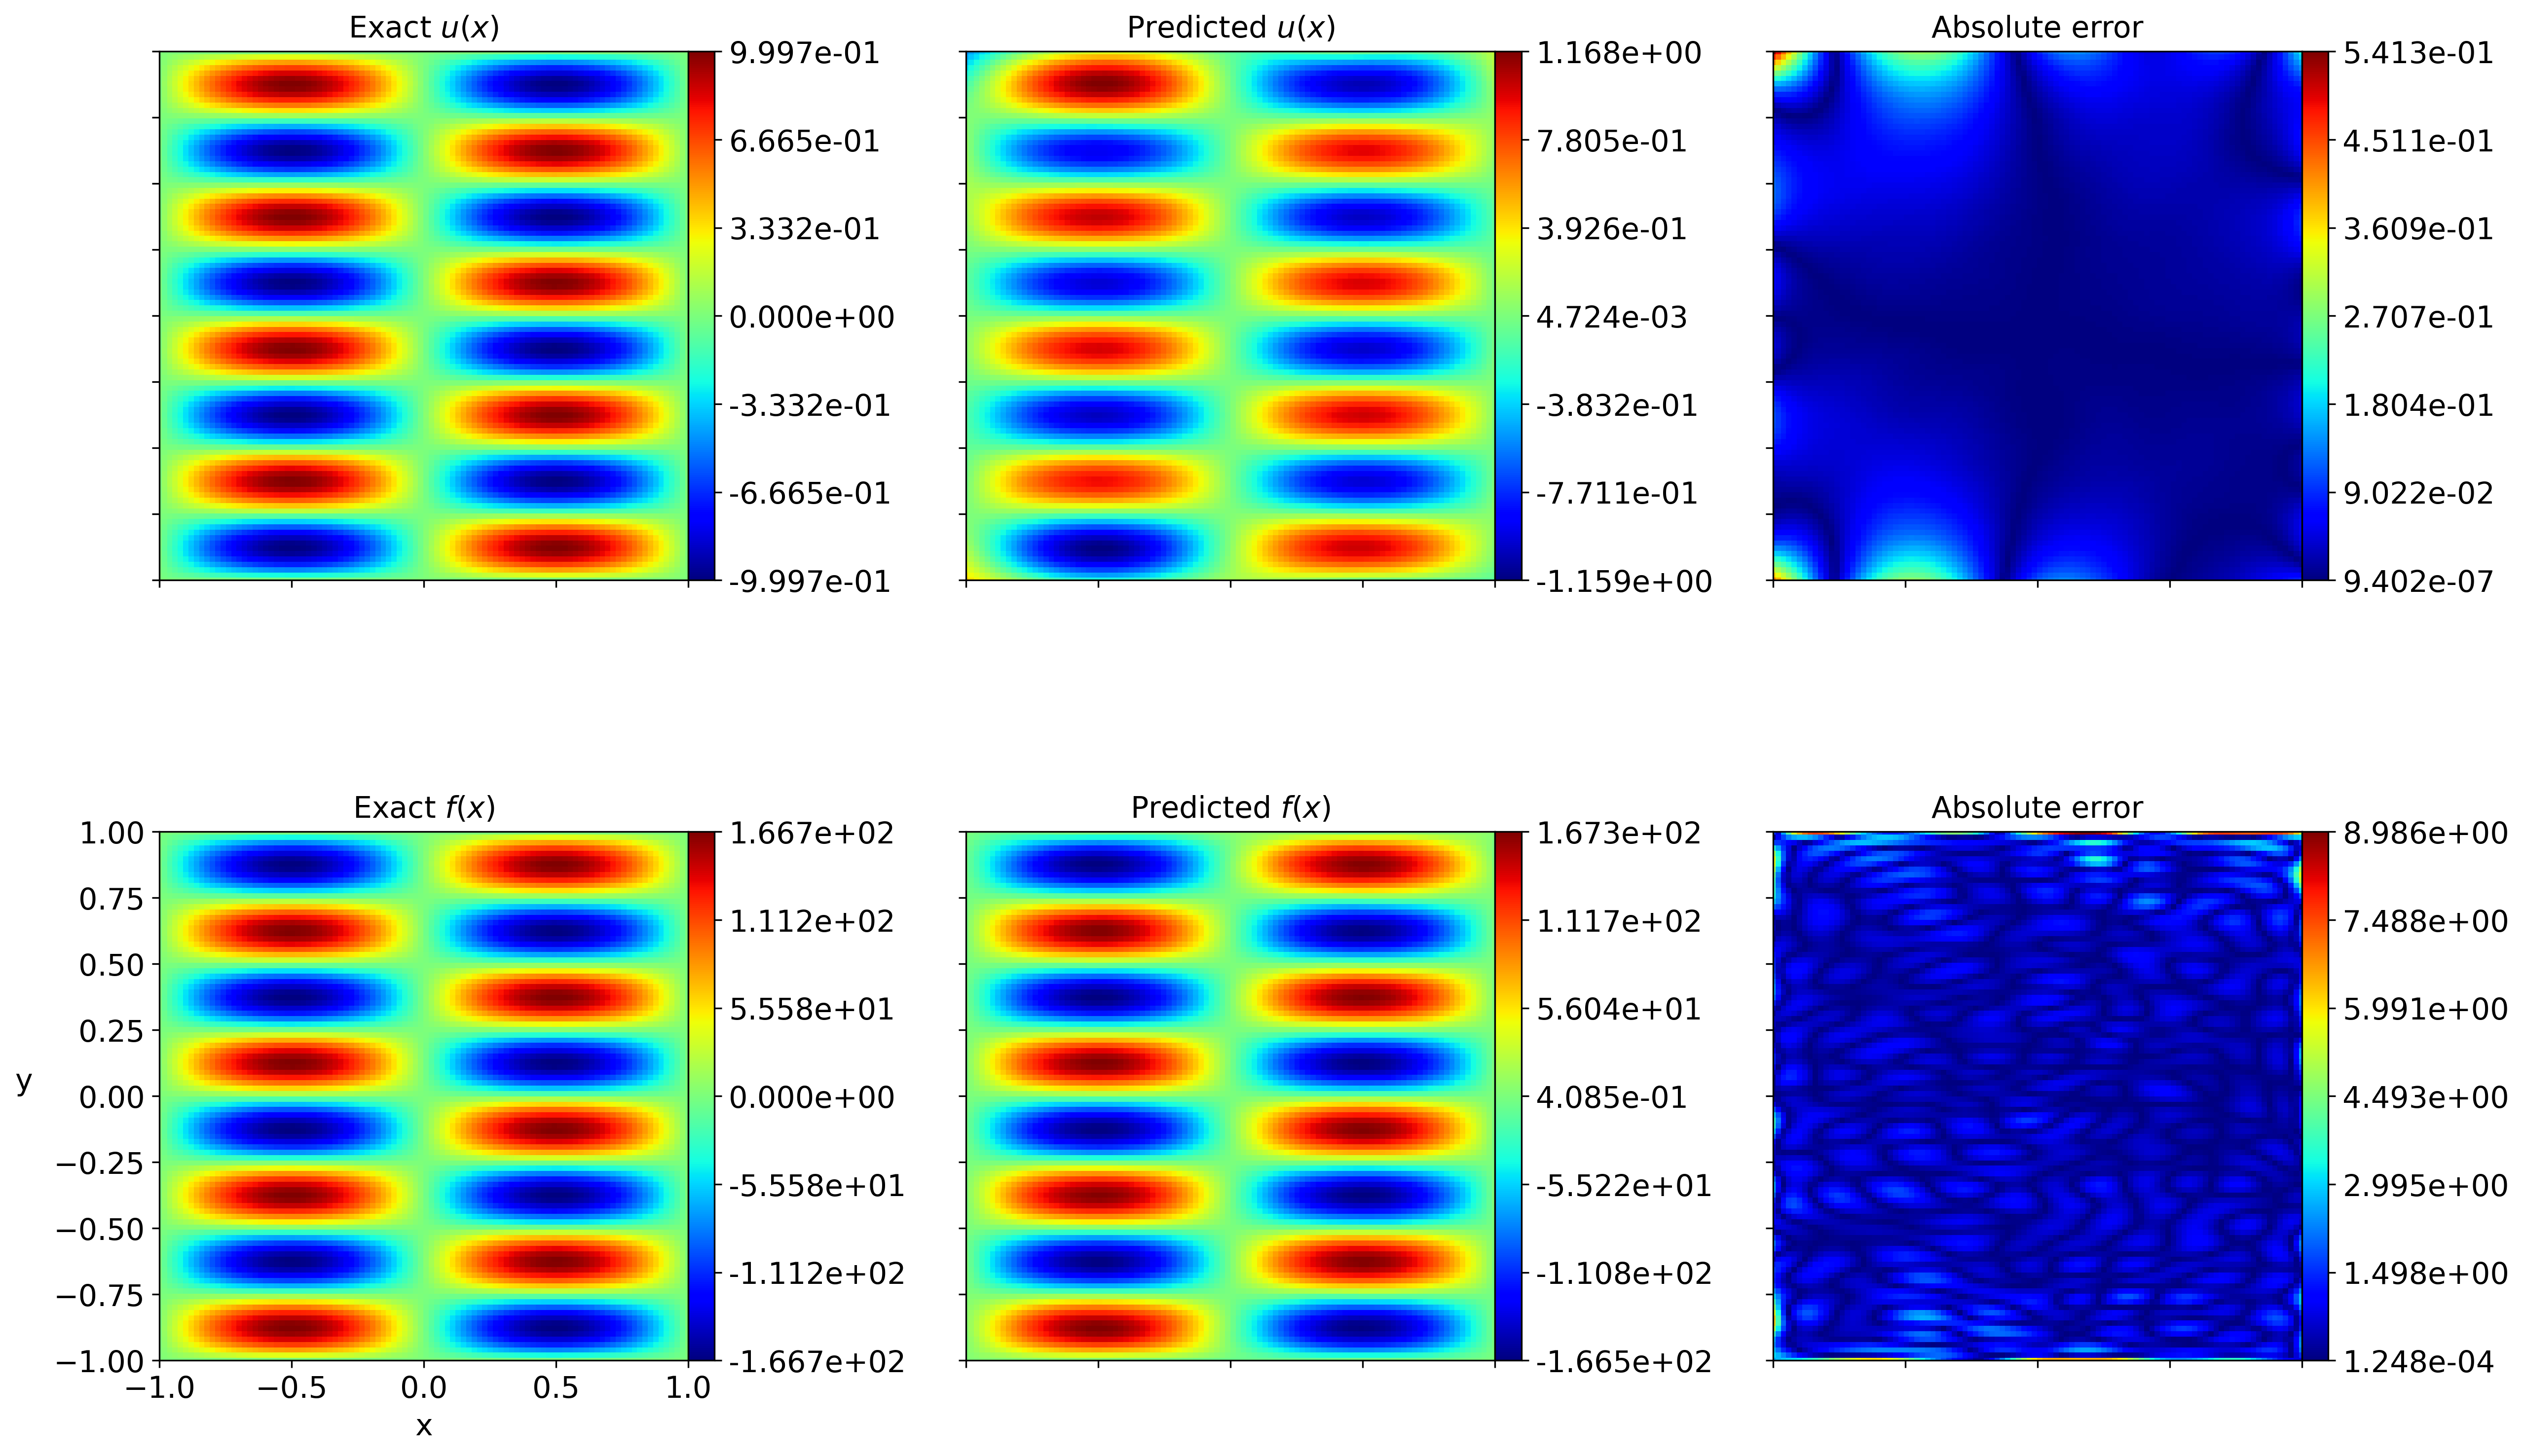 Exact u(x)
Predicted u(x)
Absolute error
9.997e-01
6.665e-01
3.332e-01
0.000e+00
-3.332e-01
-6.665e-01
-9.997e-01
1.168e+00
7.805e-01
3.926e-01
4.724e-03
-3.832e-01
-7.711e-01
-1.159e+00
5.413e-01
4.511e-01
3.609e-01
2.707e-01
1.804e-01
9.022e-02
9.402e-07
Exact f(x)
Predicted f(x)
Absolute error
y
1.00
0.75
0.50
0.25
0.00
−0.25
−0.50
−0.75
−1.00
−1.0 −0.5 0.0 0.5 1.0
x
1.667e+02
1.112e+02
5.558e+01
0.000e+00
-5.558e+01
-1.112e+02
-1.667e+02
1.673e+02
1.117e+02
5.604e+01
4.085e-01
-5.522e+01
-1.108e+02
-1.665e+02
8.986e+00
7.488e+00
5.991e+00
4.493e+00
2.995e+00
1.498e+00
1.248e-04